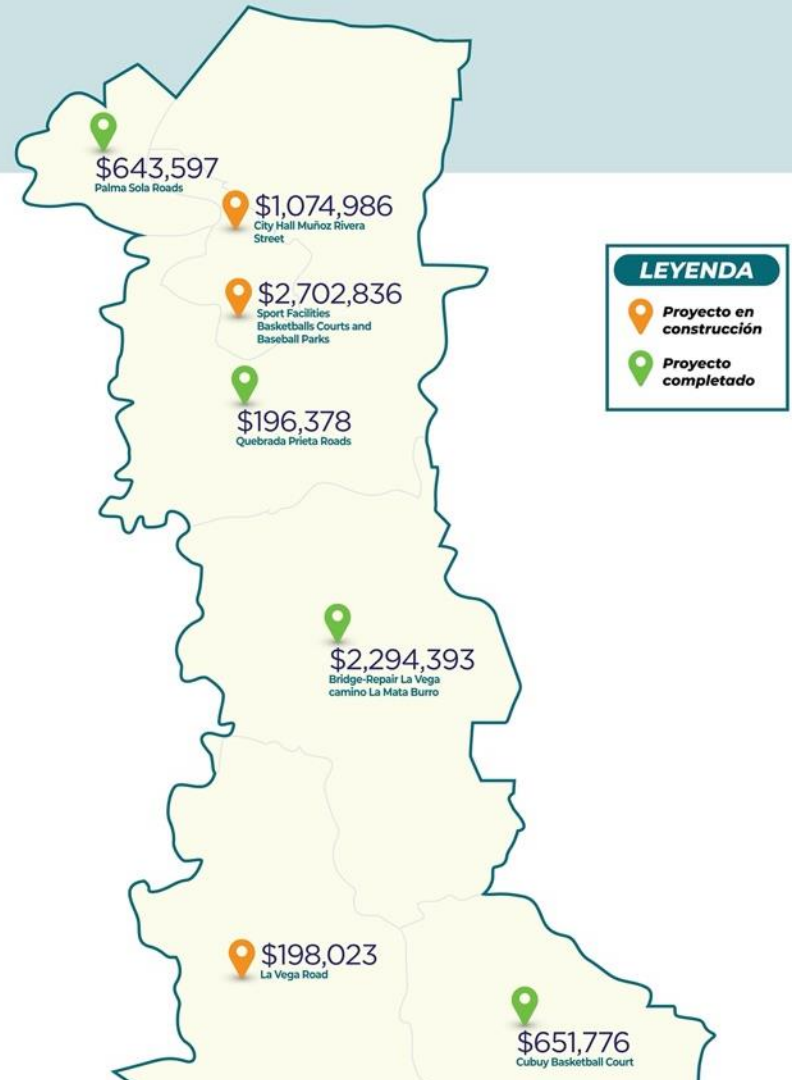 $643,597
Palma Sola Roads
$1,074,986
City Hall Muñoz Rivera
Street
$2,702,836
Sport Facilities
Basketballs Courts and
Baseball Parks
$196,378
Quebrada Prieta Roads
LEYENDA
Proyecto en
construcción
Proyecto
completado
$2,294,393
Bridge-Repair La Vega
camino La Mata Burro
$198,023
La Vega Road
$651,776
Cubuy Basketball Court